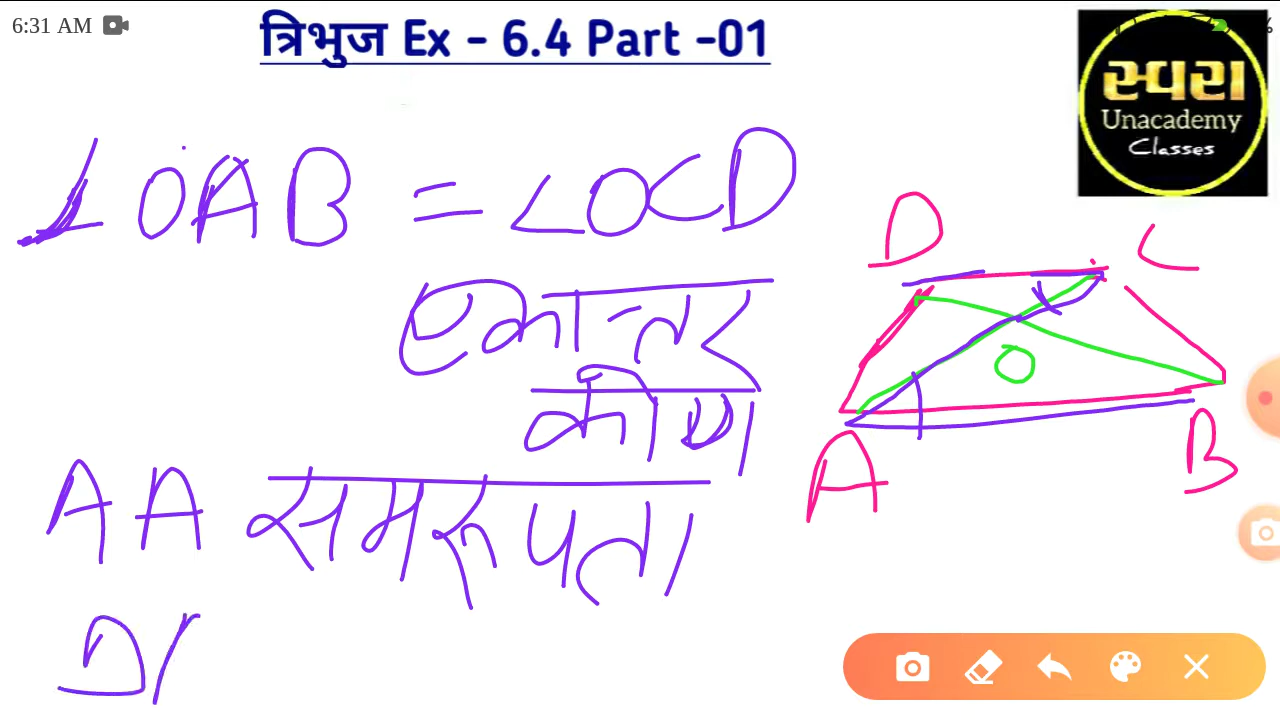 6:31 AM
त्रिभुज Ex - 6.4 Part -01
स्परा
Unacademy
Classes
∠OAB = ∠OCD
एकान्तर
कोण
AA समरूपता
D
C
O
A
B